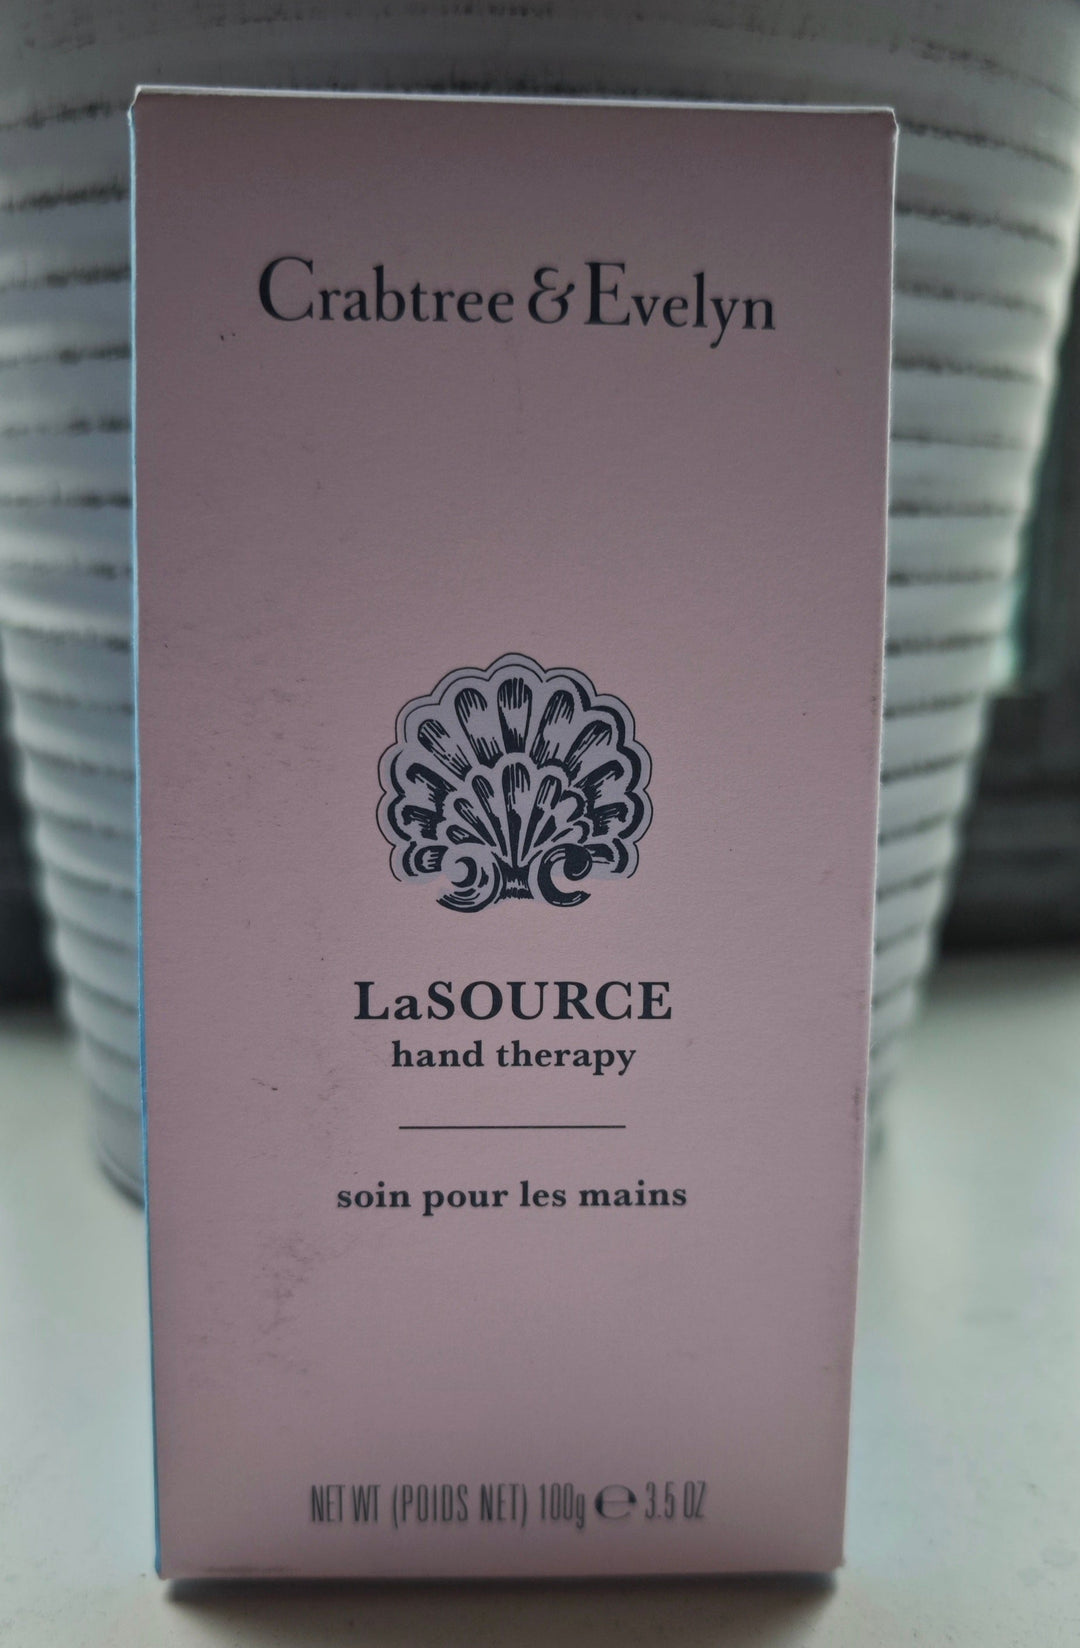 Crabtree & Evelyn
LaSOURCE
hand therapy
soin pour les mains
NET WT (POIDS NET) 100g ℮ 3.5 OZ